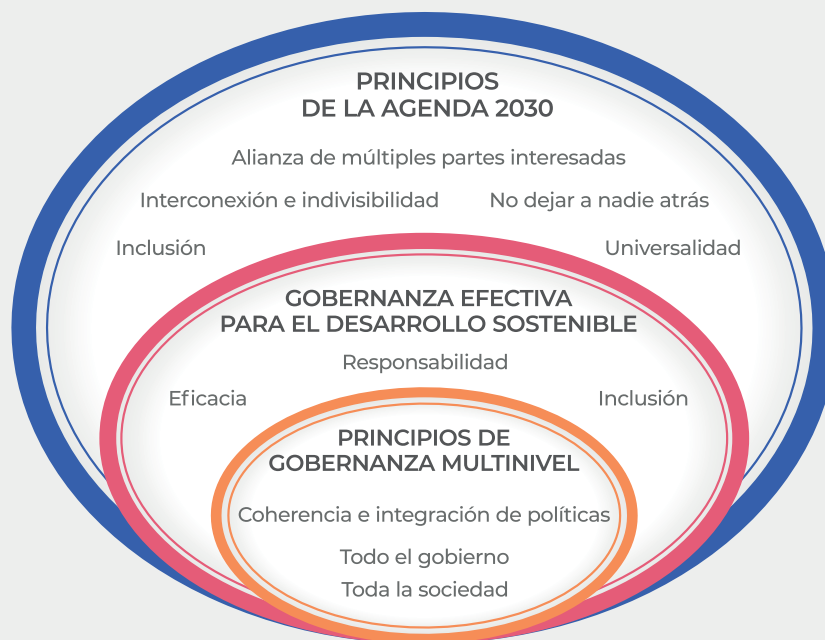 PRINCIPIOS
DE LA AGENDA 2030
Alianza de múltiples partes interesadas
Interconexión e indivisibilidad No dejar a nadie atrás
Inclusión Universalidad
GOBERNANZA EFECTIVA
PARA EL DESARROLLO SOSTENIBLE
Responsabilidad
Eficacia Inclusión
PRINCIPIOS DE
GOBERNANZA MULTINIVEL
Coherencia e integración de políticas
Todo el gobierno
Toda la sociedad